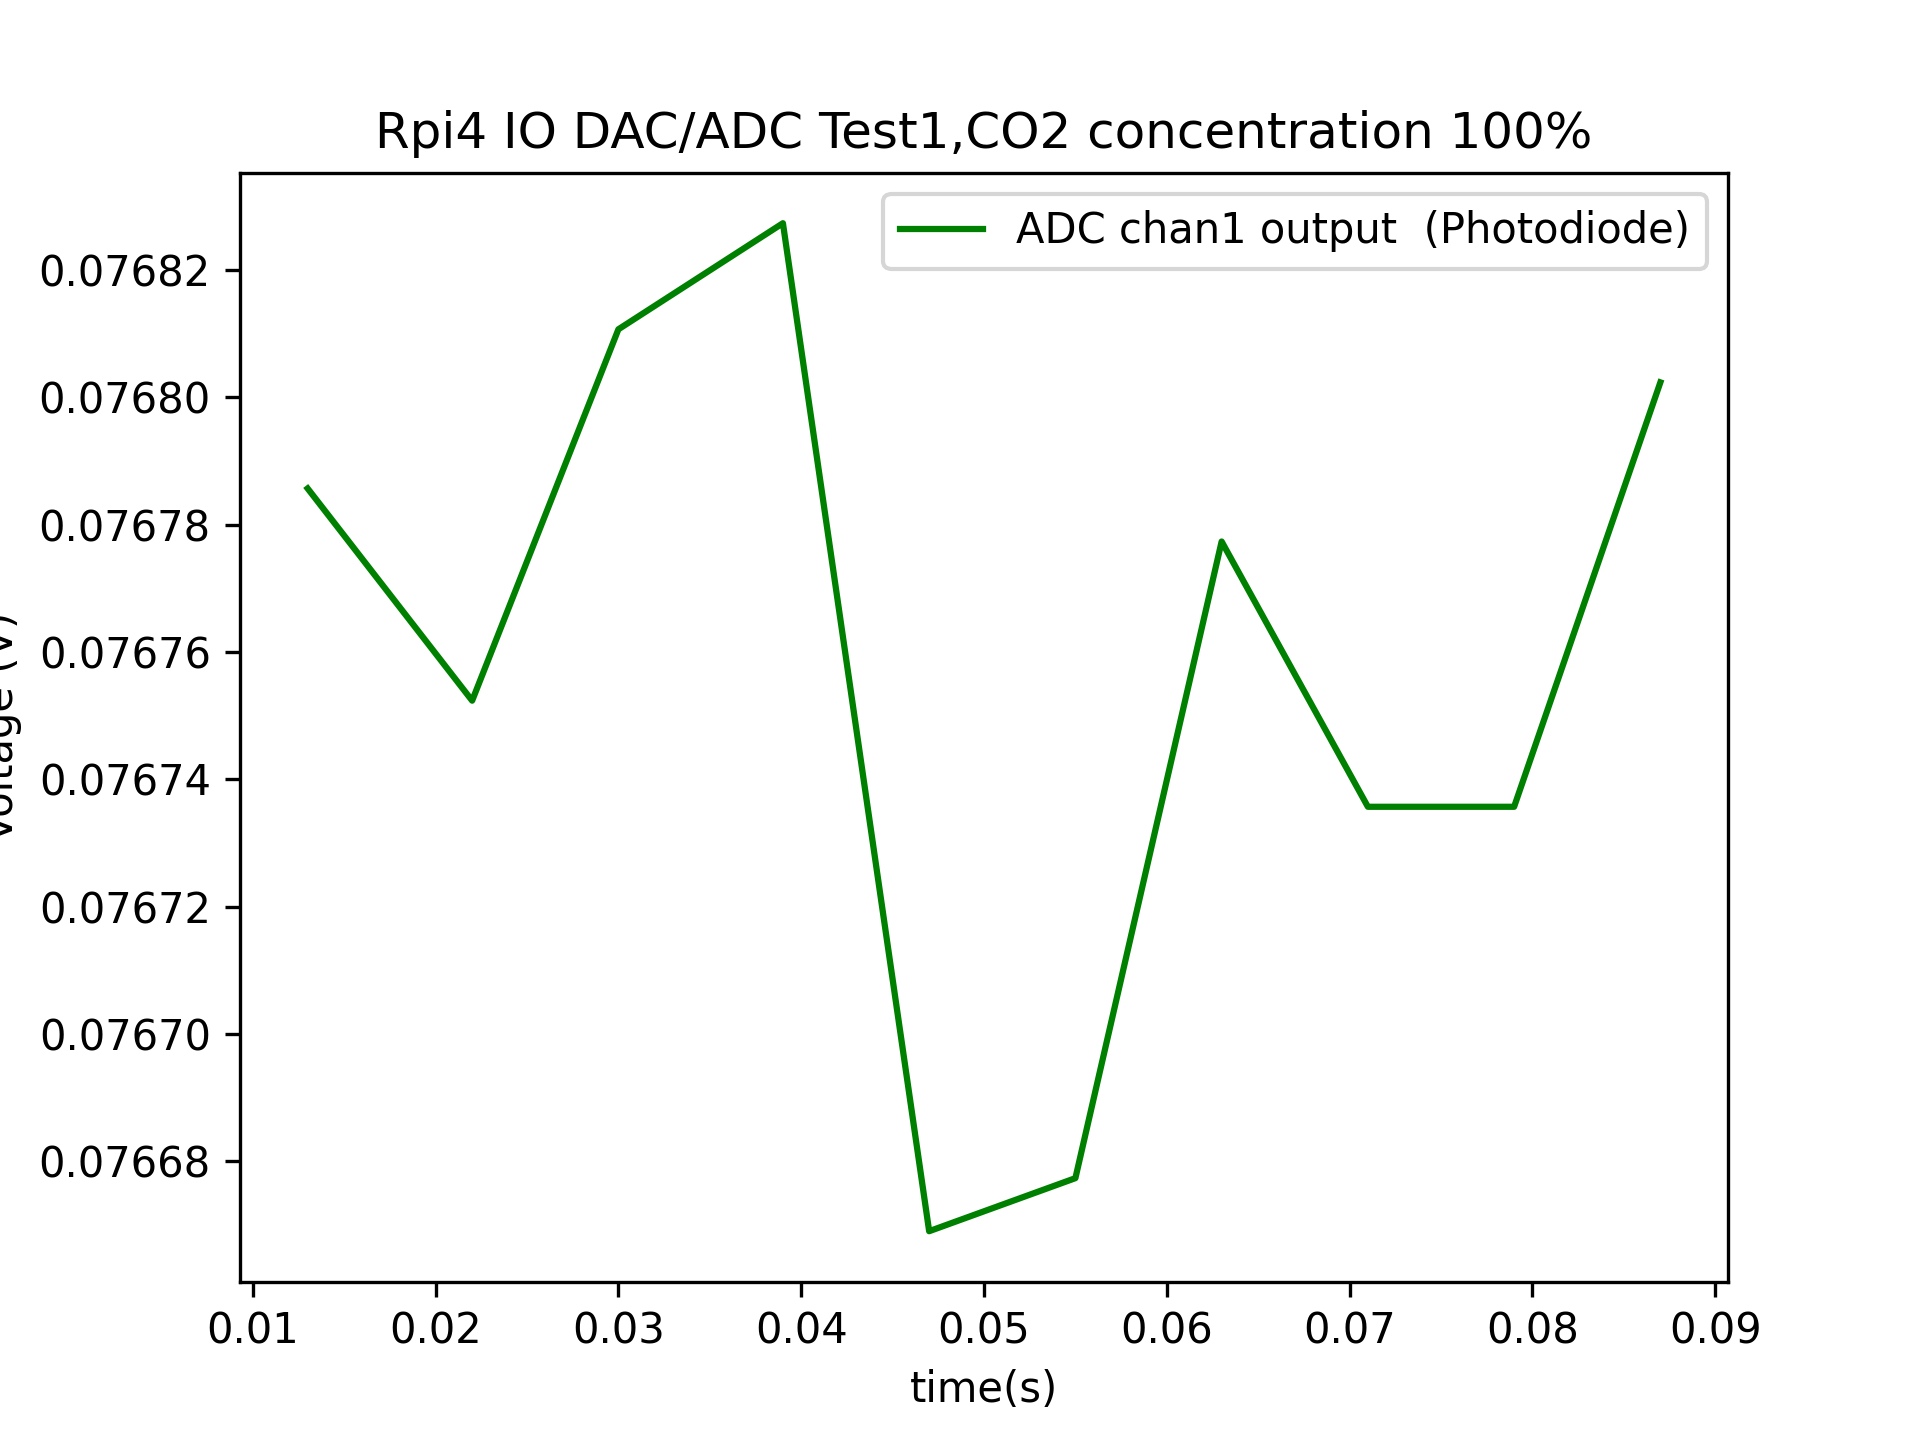 Rpi4 IO DAC/ADC Test1,CO2 concentration 100%
ADC chan1 output  (Photodiode)
0.07682
0.07680
0.07678
0.07676
0.07674
0.07672
0.07670
0.07668
voltage (V)
0.01 0.02 0.03 0.04 0.05 0.06 0.07 0.08 0.09
time(s)